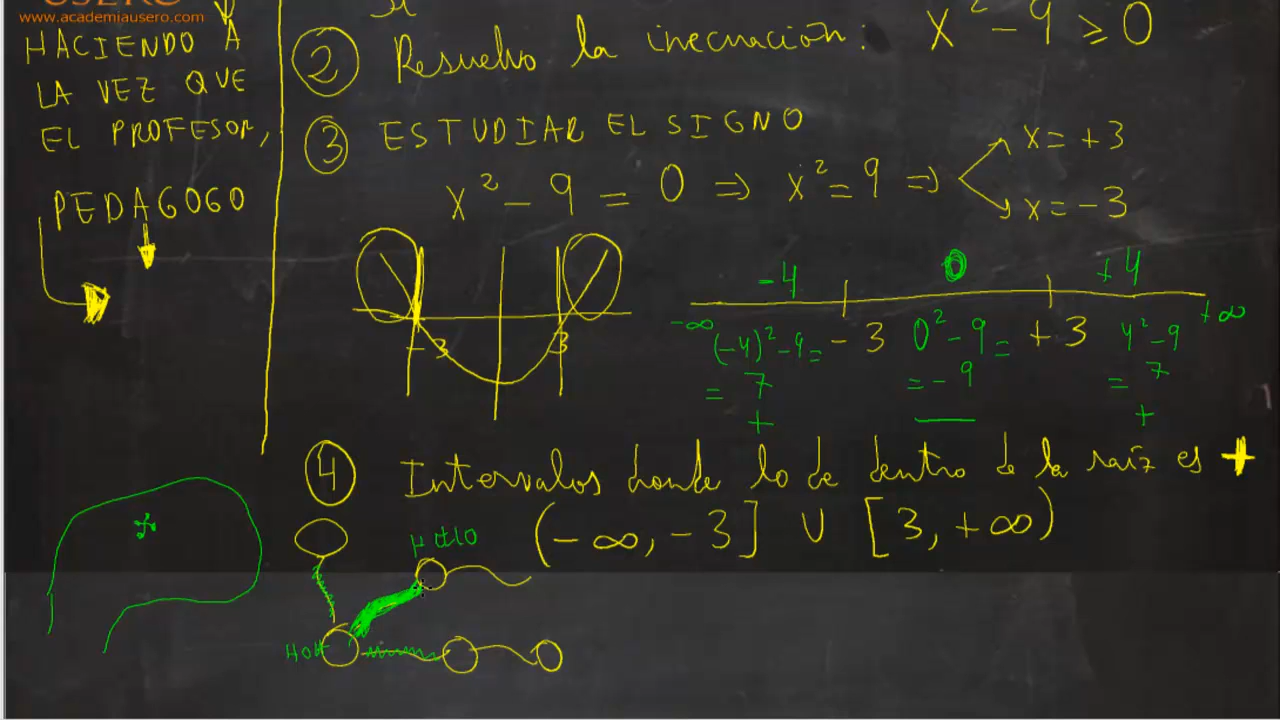 www.academiausero.com
HACIENDO A
LA VEZ QUE
EL PROFESOR,
PEDAGOGO
② Resuelvo la inecuación: x² - 9 ≥ 0
③ ESTUDIAR EL SIGNO
x² - 9 = 0 ⇒ x² = 9 ⇒
x = +3
x = -3
-3 3
-4 0 +4
-∞ -3 +3 +∞
(-4)² - 9 = 0² - 9 = 4² - 9
= 7 = -9 = 7
+ +
④ Intervalos donde lo de dentro de la raíz es +
(-∞, -3] ∪ [3, +∞)